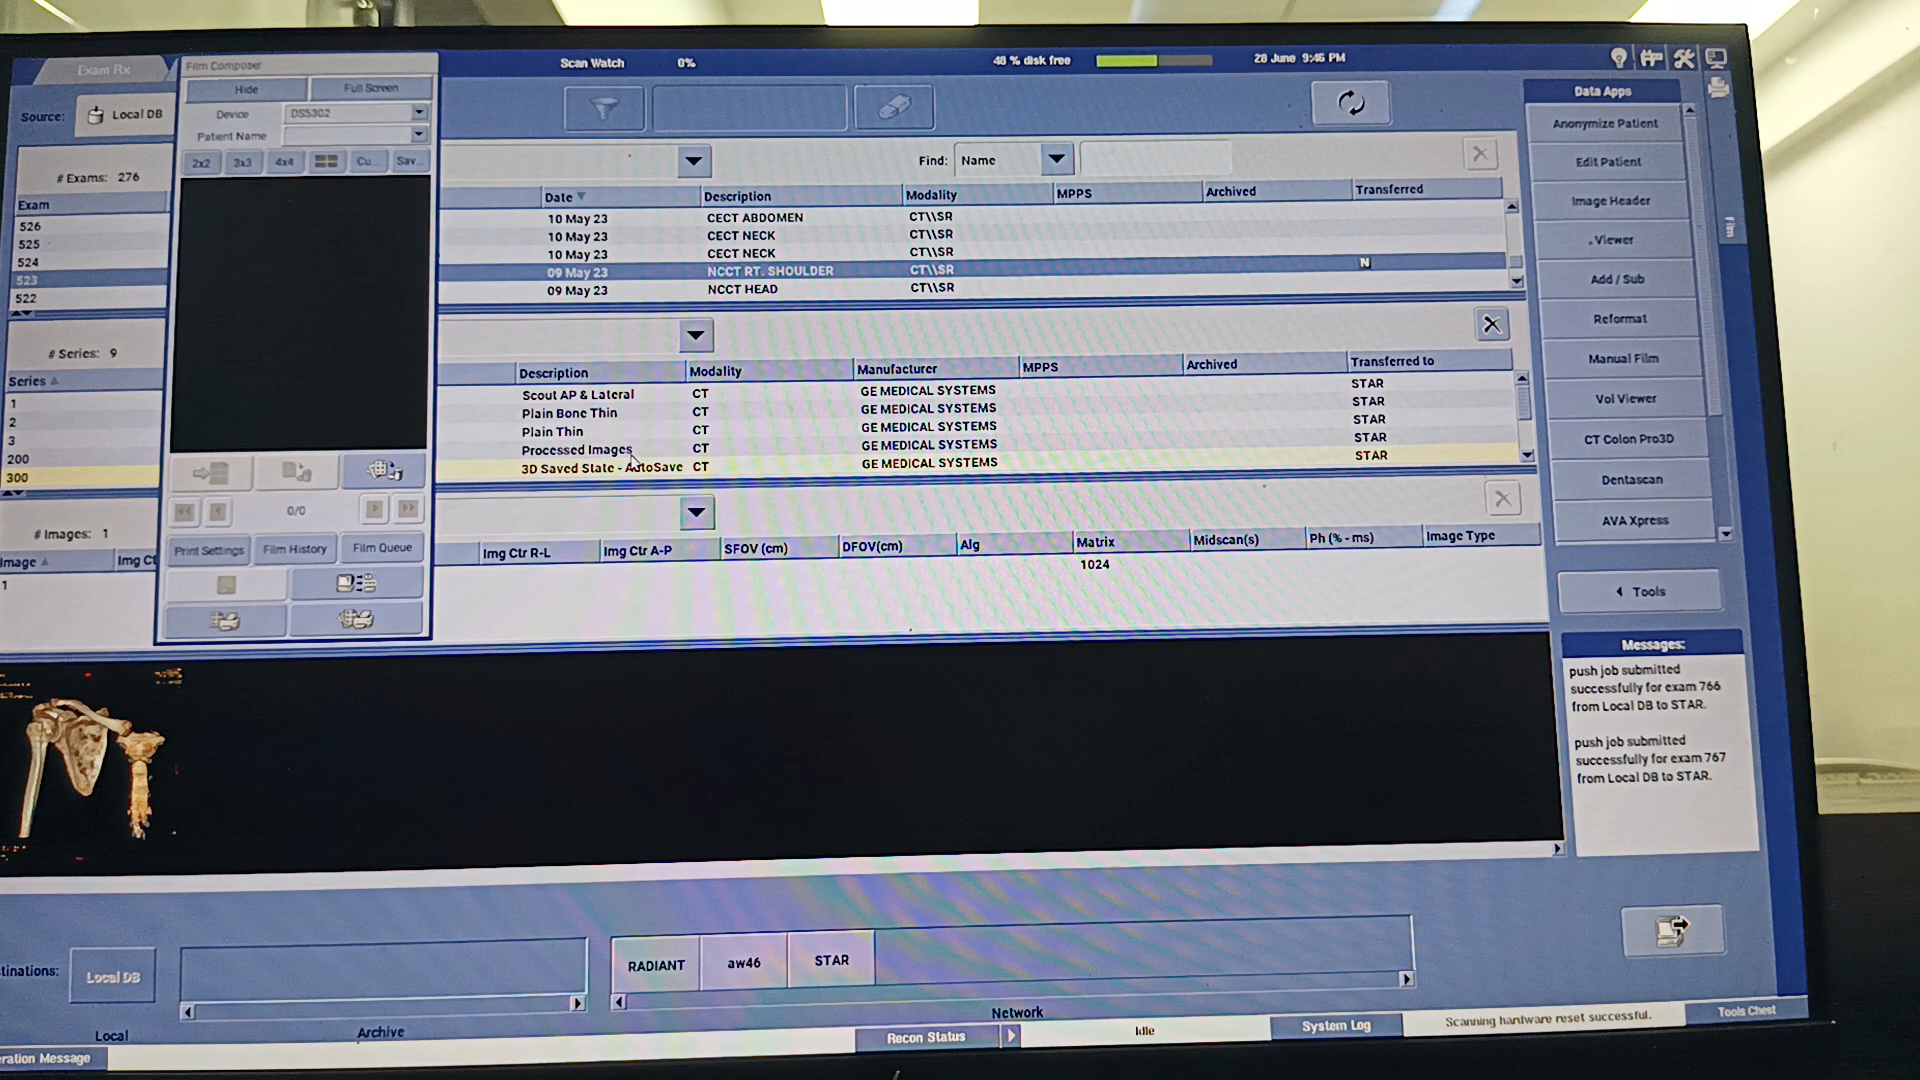 Exam Rx
Film Composer
Scan Watch 0% 48 % disk free 28 June 9:46 PM
Hide Full Screen
Source: Local DB
Device DS5302
Patient Name
2x2 3x3 4x4 Cu... Sav...
Find: Name
# Exams: 276
Exam
526
525
524
523
522
Date Description Modality MPPS Archived Transferred
10 May 23 CECT ABDOMEN CT\\SR
10 May 23 CECT NECK CT\\SR
10 May 23 CECT NECK CT\\SR
09 May 23 NCCT RT. SHOULDER CT\\SR N
09 May 23 NCCT HEAD CT\\SR
# Series: 9
Series
1
2
3
200
300
Description Modality Manufacturer MPPS Archived Transferred to
Scout AP & Lateral CT GE MEDICAL SYSTEMS STAR
Plain Bone Thin CT GE MEDICAL SYSTEMS STAR
Plain Thin CT GE MEDICAL SYSTEMS STAR
Processed Images CT GE MEDICAL SYSTEMS STAR
3D Saved State - AutoSave CT GE MEDICAL SYSTEMS STAR
0/0
Print Settings Film History Film Queue
# Images: 1
Image Img Ct Img Ctr R-L Img Ctr A-P SFOV (cm) DFOV(cm) Alg Matrix Midscan(s) Ph (% - ms) Image Type
1 1024
Data Apps
Anonymize Patient
Edit Patient
Image Header
. Viewer
Add / Sub
Reformat
Manual Film
Vol Viewer
CT Colon Pro3D
Dentascan
AVA Xpress
Tools
Film
Messages:
push job submitted
successfully for exam 766
from Local DB to STAR.
push job submitted
successfully for exam 767
from Local DB to STAR.
tinations: Local DB RADIANT aw46 STAR
Local Archive Network
ration Message Recon Status Idle System Log Scanning hardware reset successful. Tools Chest